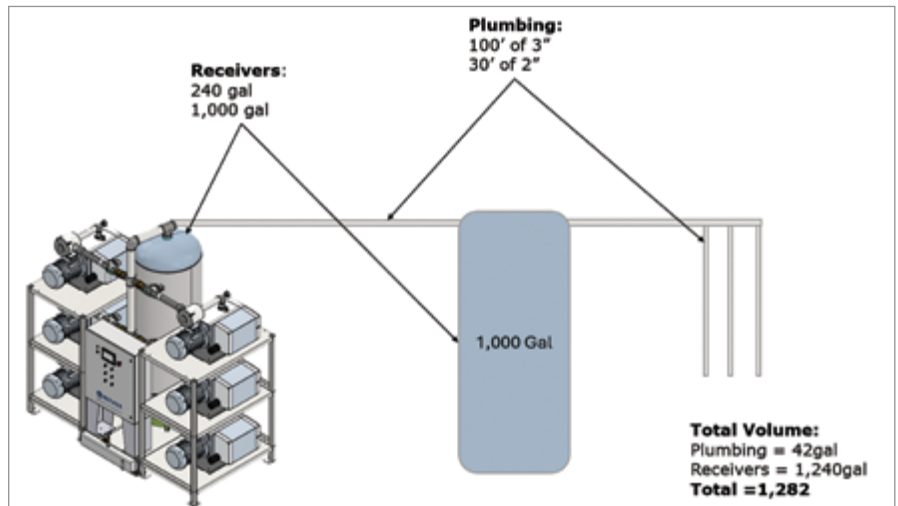 Plumbing:
100’ of 3”
30’ of 2”
Receivers:
240 gal
1,000 gal
1,000 Gal
Total Volume:
Plumbing = 42gal
Receivers = 1,240gal
Total =1,282